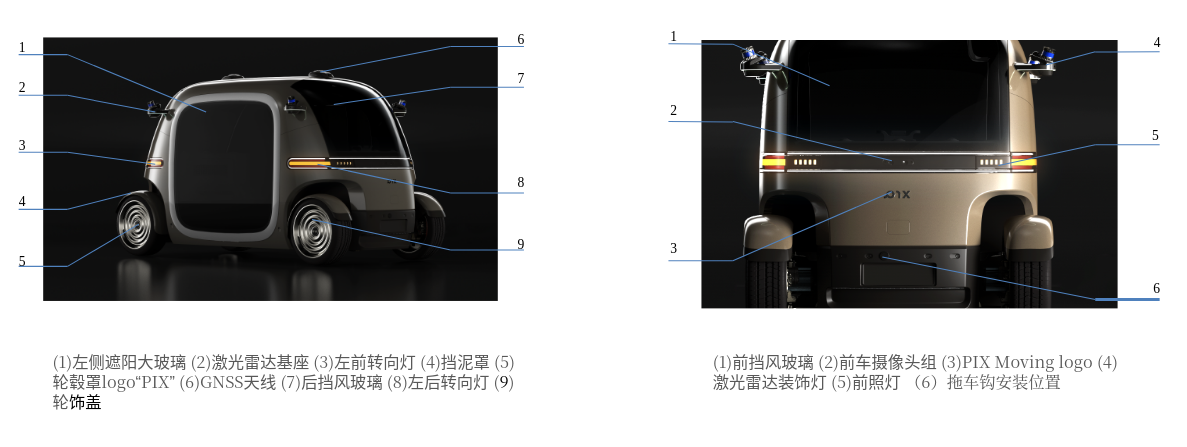 1
2
3
4
5
6
7
8
9
(1)左侧遮阳大玻璃 (2)激光雷达基座 (3)左前转向灯 (4)挡泥罩 (5)
轮毂罩logo“PIX” (6)GNSS天线 (7)后挡风玻璃 (8)左后转向灯 (9)
轮饰盖
1
2
3
4
5
6
PIX
(1)前挡风玻璃 (2)前车摄像头组 (3)PIX Moving logo (4)
激光雷达装饰灯 (5)前照灯 （6）拖车钩安装位置